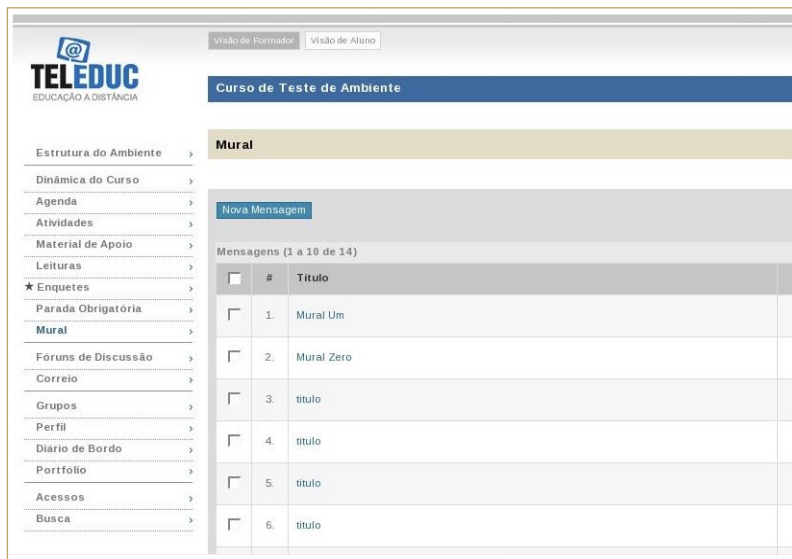 Visão de Formador Visão de Aluno
TELEDUC
EDUCAÇÃO A DISTÂNCIA
Curso de Teste de Ambiente
Mural
Estrutura do Ambiente
Dinâmica do Curso
Agenda
Atividades
Material de Apoio
Leituras
Enquetes
Parada Obrigatória
Mural
Fóruns de Discussão
Correio
Grupos
Perfil
Diário de Bordo
Portfólio
Acessos
Busca
Nova Mensagem
Mensagens (1 a 10 de 14)
# Titulo
1. Mural Um
2. Mural Zero
3. titulo
4. titulo
5. titulo
6. titulo